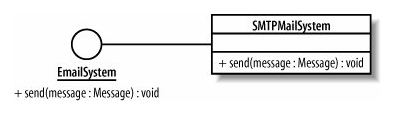 SMTPMailSystem
+ send(message : Message) : void
EmailSystem
+ send(message : Message) : void